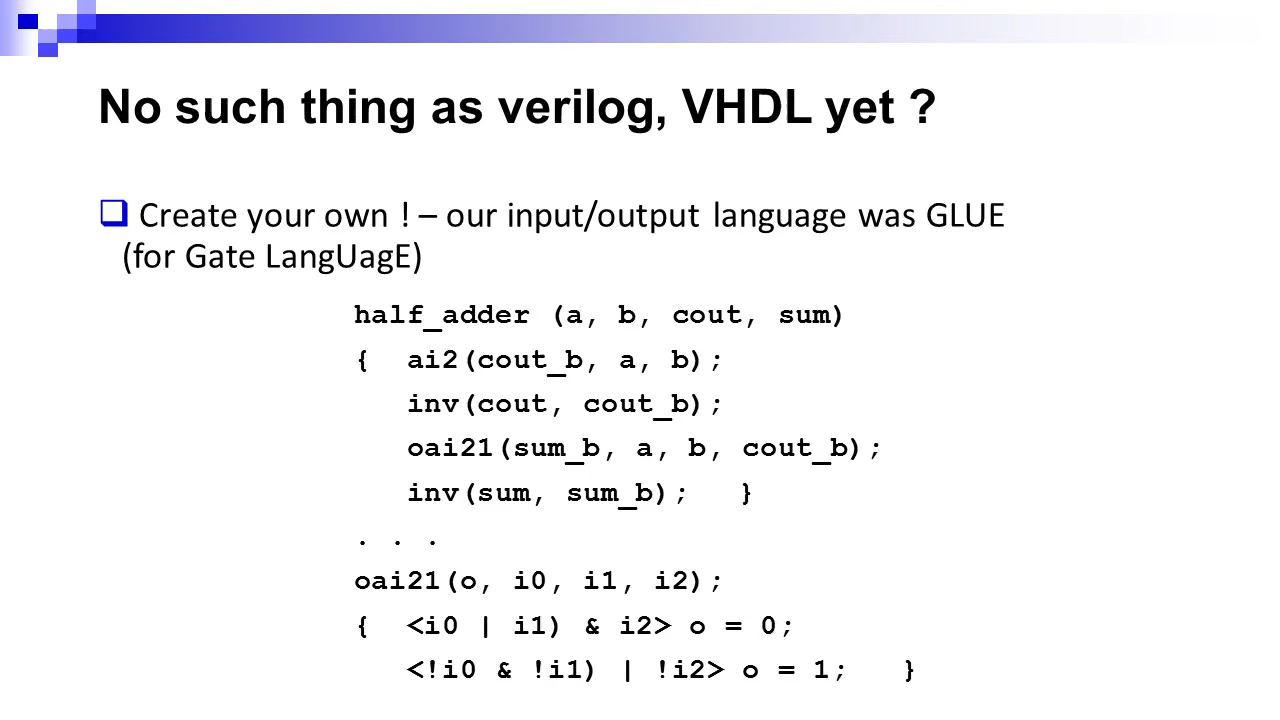 No such thing as verilog, VHDL yet ?
Create your own ! – our input/output language was GLUE
(for Gate LangUagE)
half_adder (a, b, cout, sum)
{ ai2(cout_b, a, b);
inv(cout, cout_b);
oai21(sum_b, a, b, cout_b);
inv(sum, sum_b); }
. . .
oai21(o, i0, i1, i2);
{ <i0 | i1) & i2> o = 0;
<!i0 & !i1) | !i2> o = 1; }